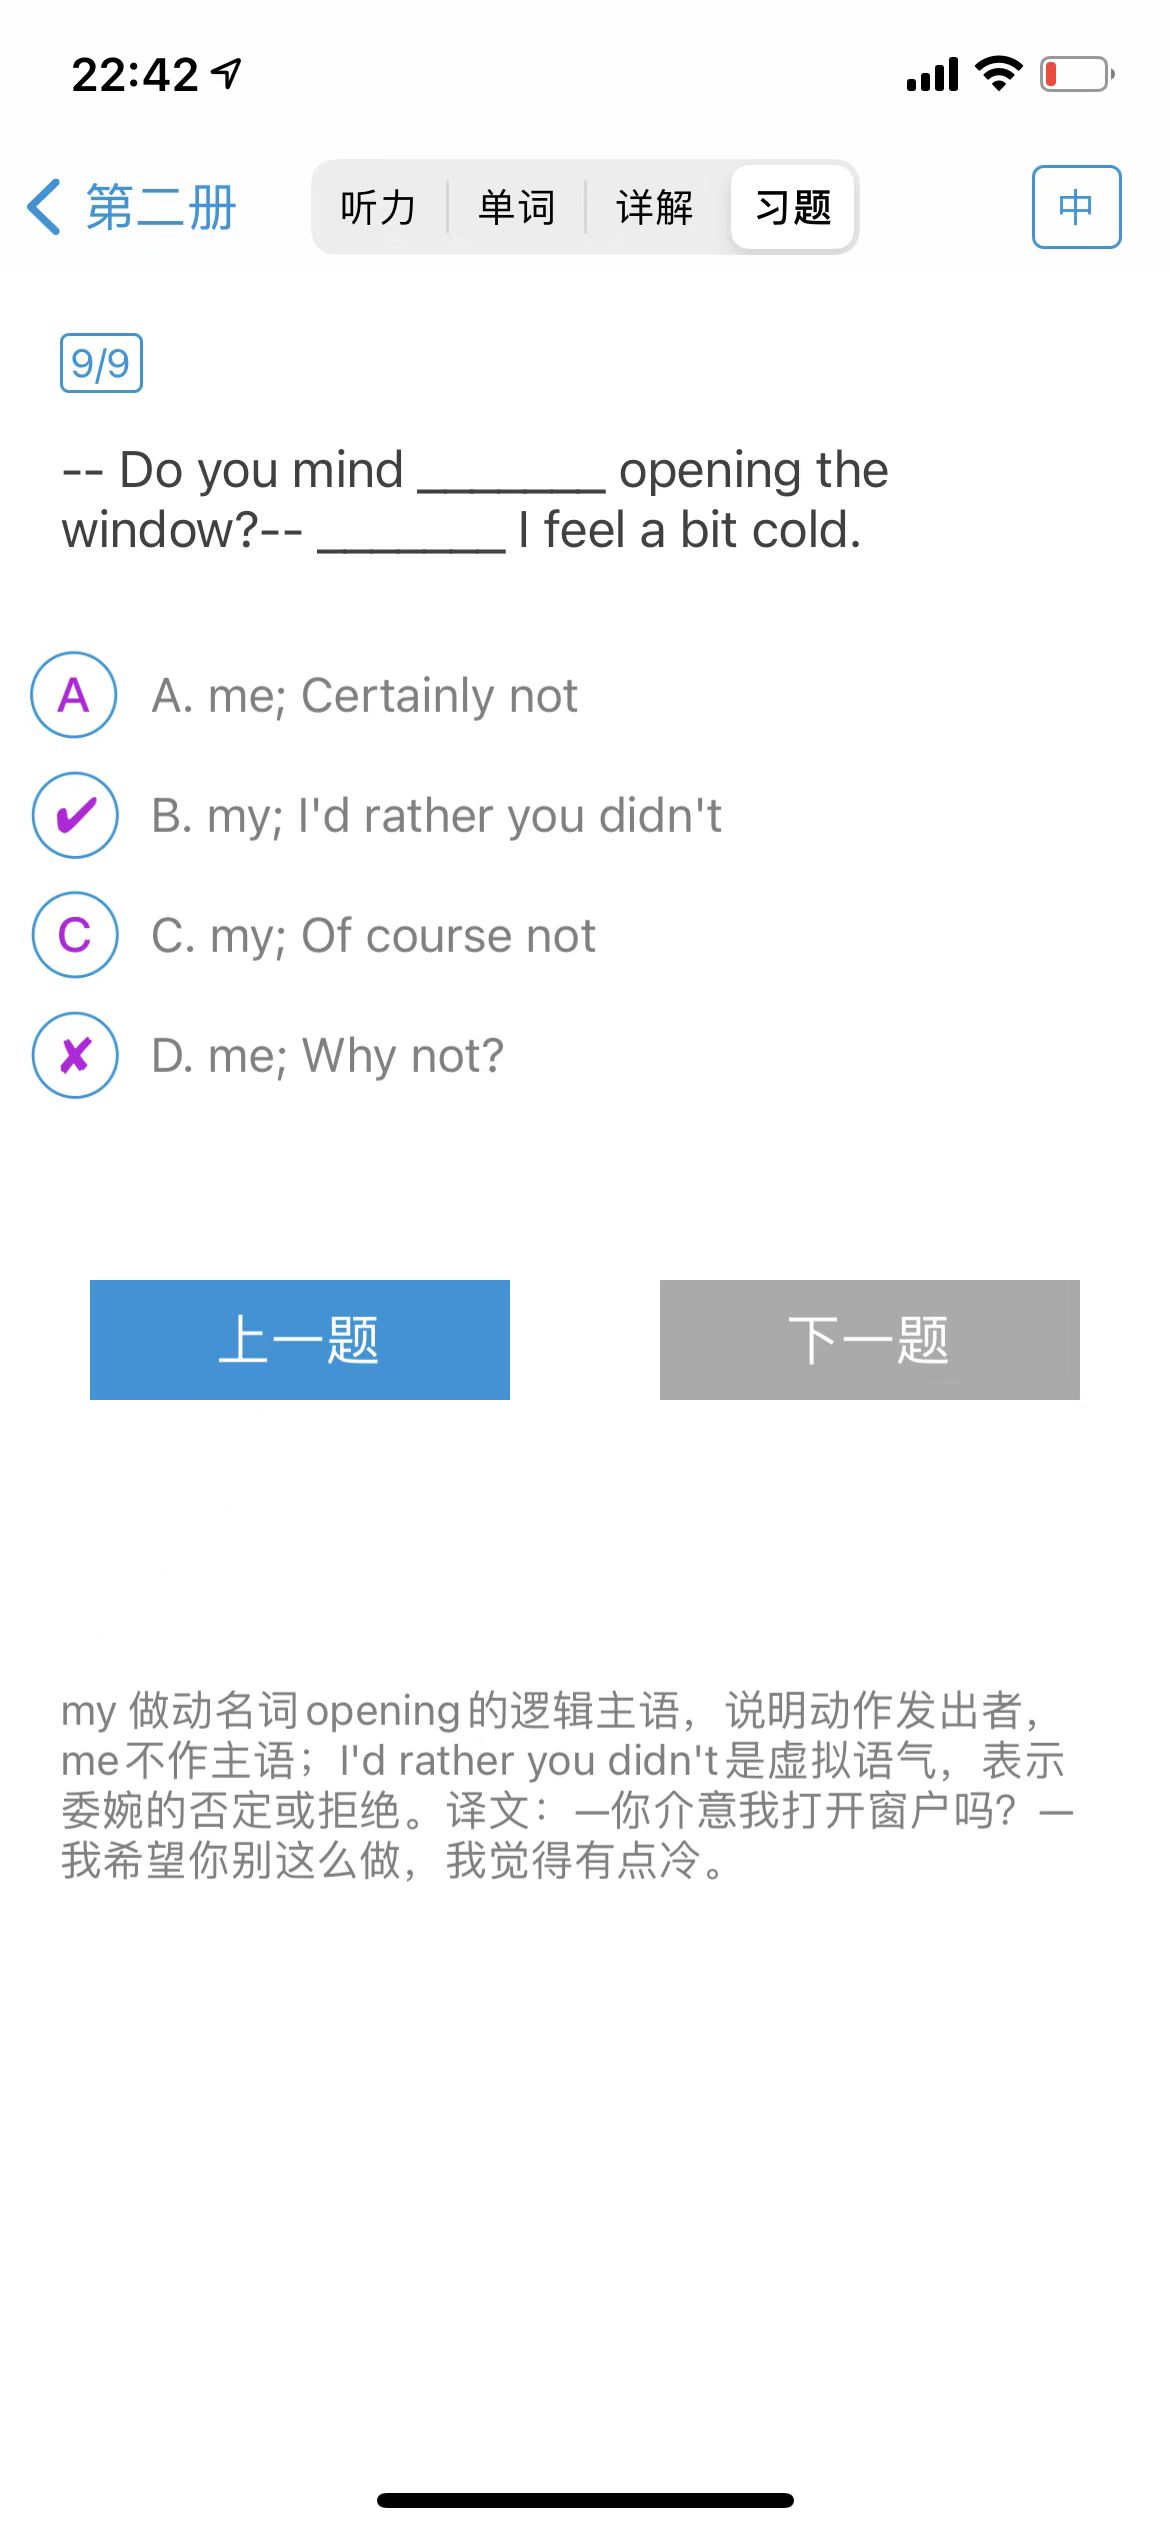 22:42
第二册 听力 单词 详解 习题 中
9/9
-- Do you mind _______ opening the
window?-- _______ I feel a bit cold.
A A. me; Certainly not
✔ B. my; I'd rather you didn't
C C. my; Of course not
✘ D. me; Why not?
上一题 下一题
my 做动名词opening的逻辑主语，说明动作发出者，
me不作主语；I'd rather you didn't是虚拟语气，表示
委婉的否定或拒绝。译文：—你介意我打开窗户吗？—
我希望你别这么做，我觉得有点冷。